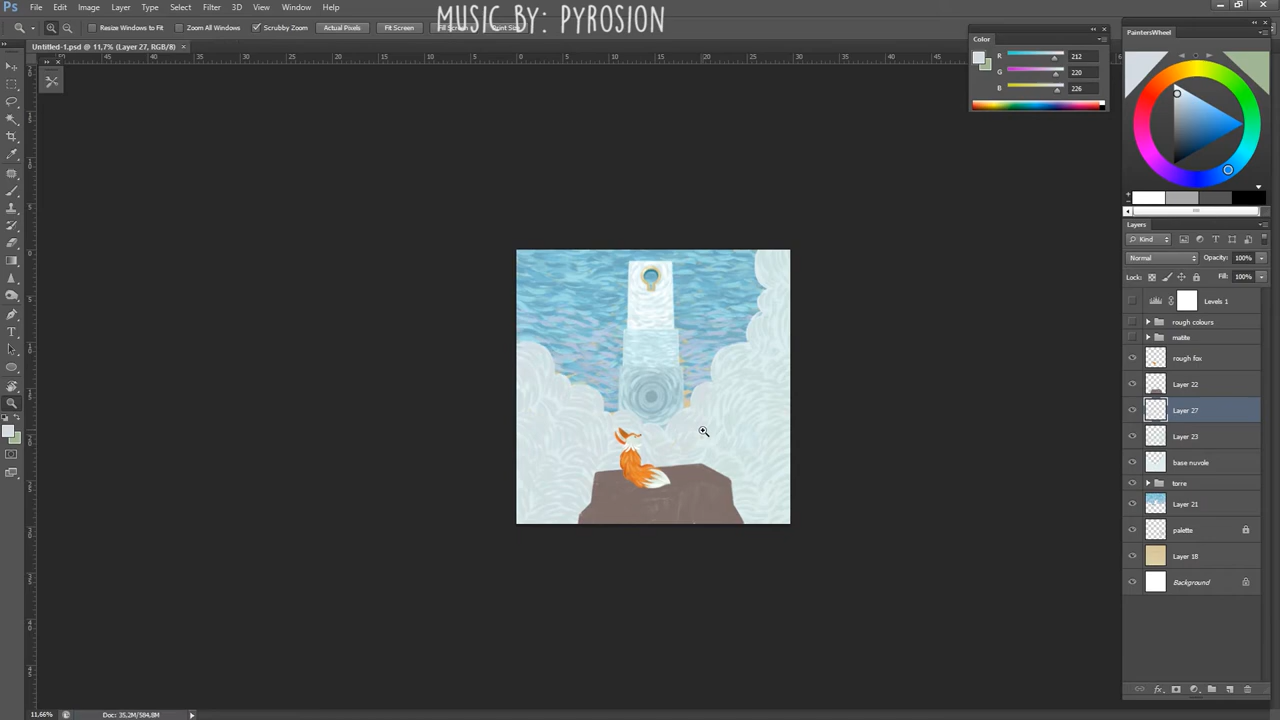 MUSIC BY: PYROSION
Ps File Edit Image Layer Type Select Filter 3D View Window Help
Resize Windows to Fit Zoom All Windows Scrubby Zoom Actual Pixels Fit Screen
Untitled-1.psd @ 11,7% (Layer 27, RGB/8)
Color
R 212
G 220
B 226
PaintersWheel
Layers
Kind
Normal Opacity: 100%
Lock: Fill: 100%
Levels 1
rough colours
matite
rough fox
Layer 22
Layer 27
Layer 23
base nuvole
torre
Layer 21
palette
Layer 18
Background
11,66% Doc: 35,2M/584,8M